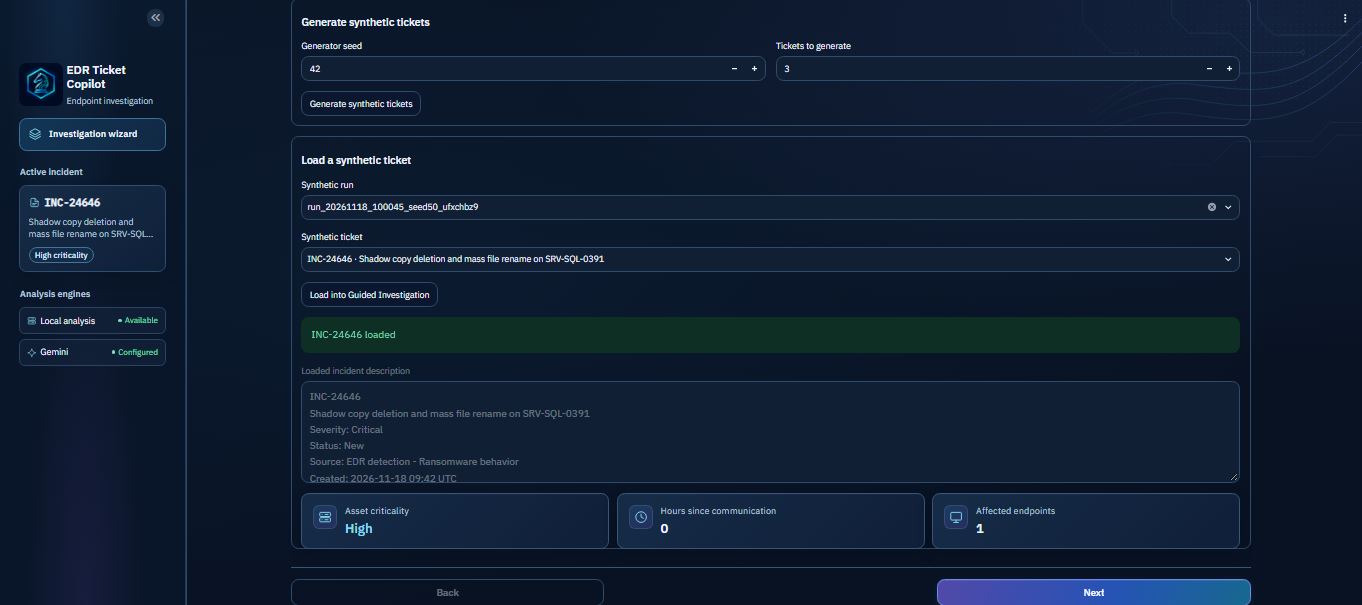 EDR Ticket
Copilot
Endpoint investigation
Investigation wizard
Active incident
INC-24646
Shadow copy deletion and
mass file rename on SRV-SQL...
High criticality
Analysis engines
Local analysis
Available
Gemini
Configured
Generate synthetic tickets
Generator seed
Tickets to generate
42
3
Generate synthetic tickets
Load a synthetic ticket
Synthetic run
run_20261118_100045_seed50_ufxchbz9
Synthetic ticket
INC-24646 · Shadow copy deletion and mass file rename on SRV-SQL-0391
Load into Guided Investigation
INC-24646 loaded
Loaded incident description
INC-24646
Shadow copy deletion and mass file rename on SRV-SQL-0391
Severity: Critical
Status: New
Source: EDR detection - Ransomware behavior
Created: 2026-11-18 09:42 UTC
Asset criticality
High
Hours since communication
0
Affected endpoints
1
Back
Next